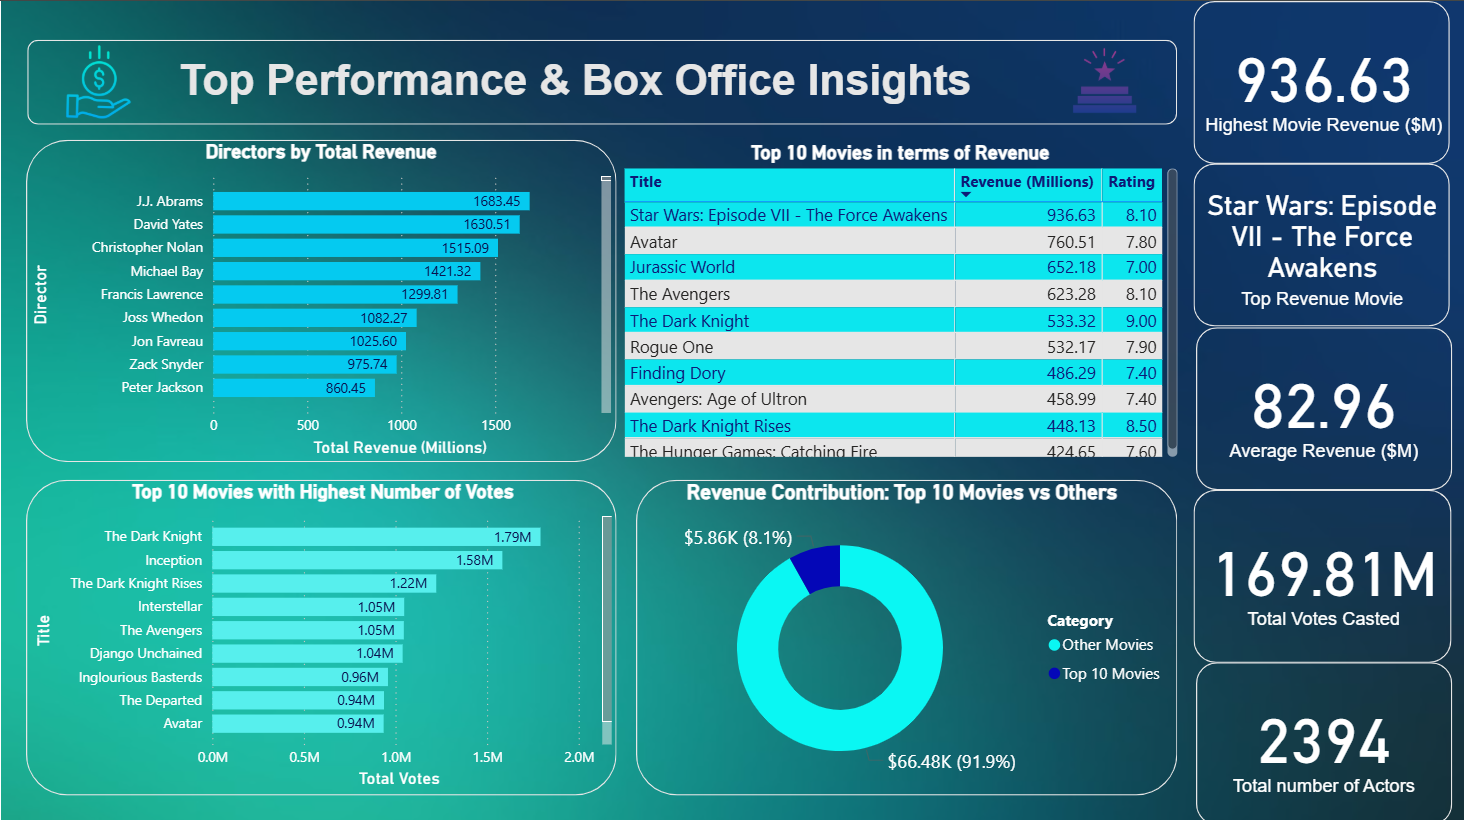 Top Performance & Box Office Insights
$
Directors by Total Revenue
Director
J.J. Abrams 1683.45
David Yates 1630.51
Christopher Nolan 1515.09
Michael Bay 1421.32
Francis Lawrence 1299.81
Joss Whedon 1082.27
Jon Favreau 1025.60
Zack Snyder 975.74
Peter Jackson 860.45
0 500 1000 1500
Total Revenue (Millions)
Top 10 Movies in terms of Revenue
Title Revenue (Millions) Rating
Star Wars: Episode VII - The Force Awakens 936.63 8.10
Avatar 760.51 7.80
Jurassic World 652.18 7.00
The Avengers 623.28 8.10
The Dark Knight 533.32 9.00
Rogue One 532.17 7.90
Finding Dory 486.29 7.40
Avengers: Age of Ultron 458.99 7.40
The Dark Knight Rises 448.13 8.50
The Hunger Games: Catching Fire 424.65 7.60
Top 10 Movies with Highest Number of Votes
Title
The Dark Knight 1.79M
Inception 1.58M
The Dark Knight Rises 1.22M
Interstellar 1.05M
The Avengers 1.05M
Django Unchained 1.04M
Inglourious Basterds 0.96M
The Departed 0.94M
Avatar 0.94M
0.0M 0.5M 1.0M 1.5M 2.0M
Total Votes
Revenue Contribution: Top 10 Movies vs Others
$5.86K (8.1%)
$66.48K (91.9%)
Category
Other Movies
Top 10 Movies
936.63
Highest Movie Revenue ($M)
Star Wars: Episode
VII - The Force
Awakens
Top Revenue Movie
82.96
Average Revenue ($M)
169.81M
Total Votes Casted
2394
Total number of Actors